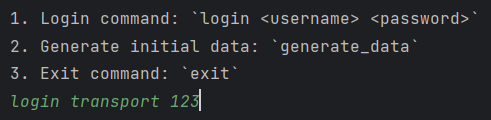 1. Login command: `login <username> <password>`
2. Generate initial data: `generate_data`
3. Exit command: `exit`
login transport 123